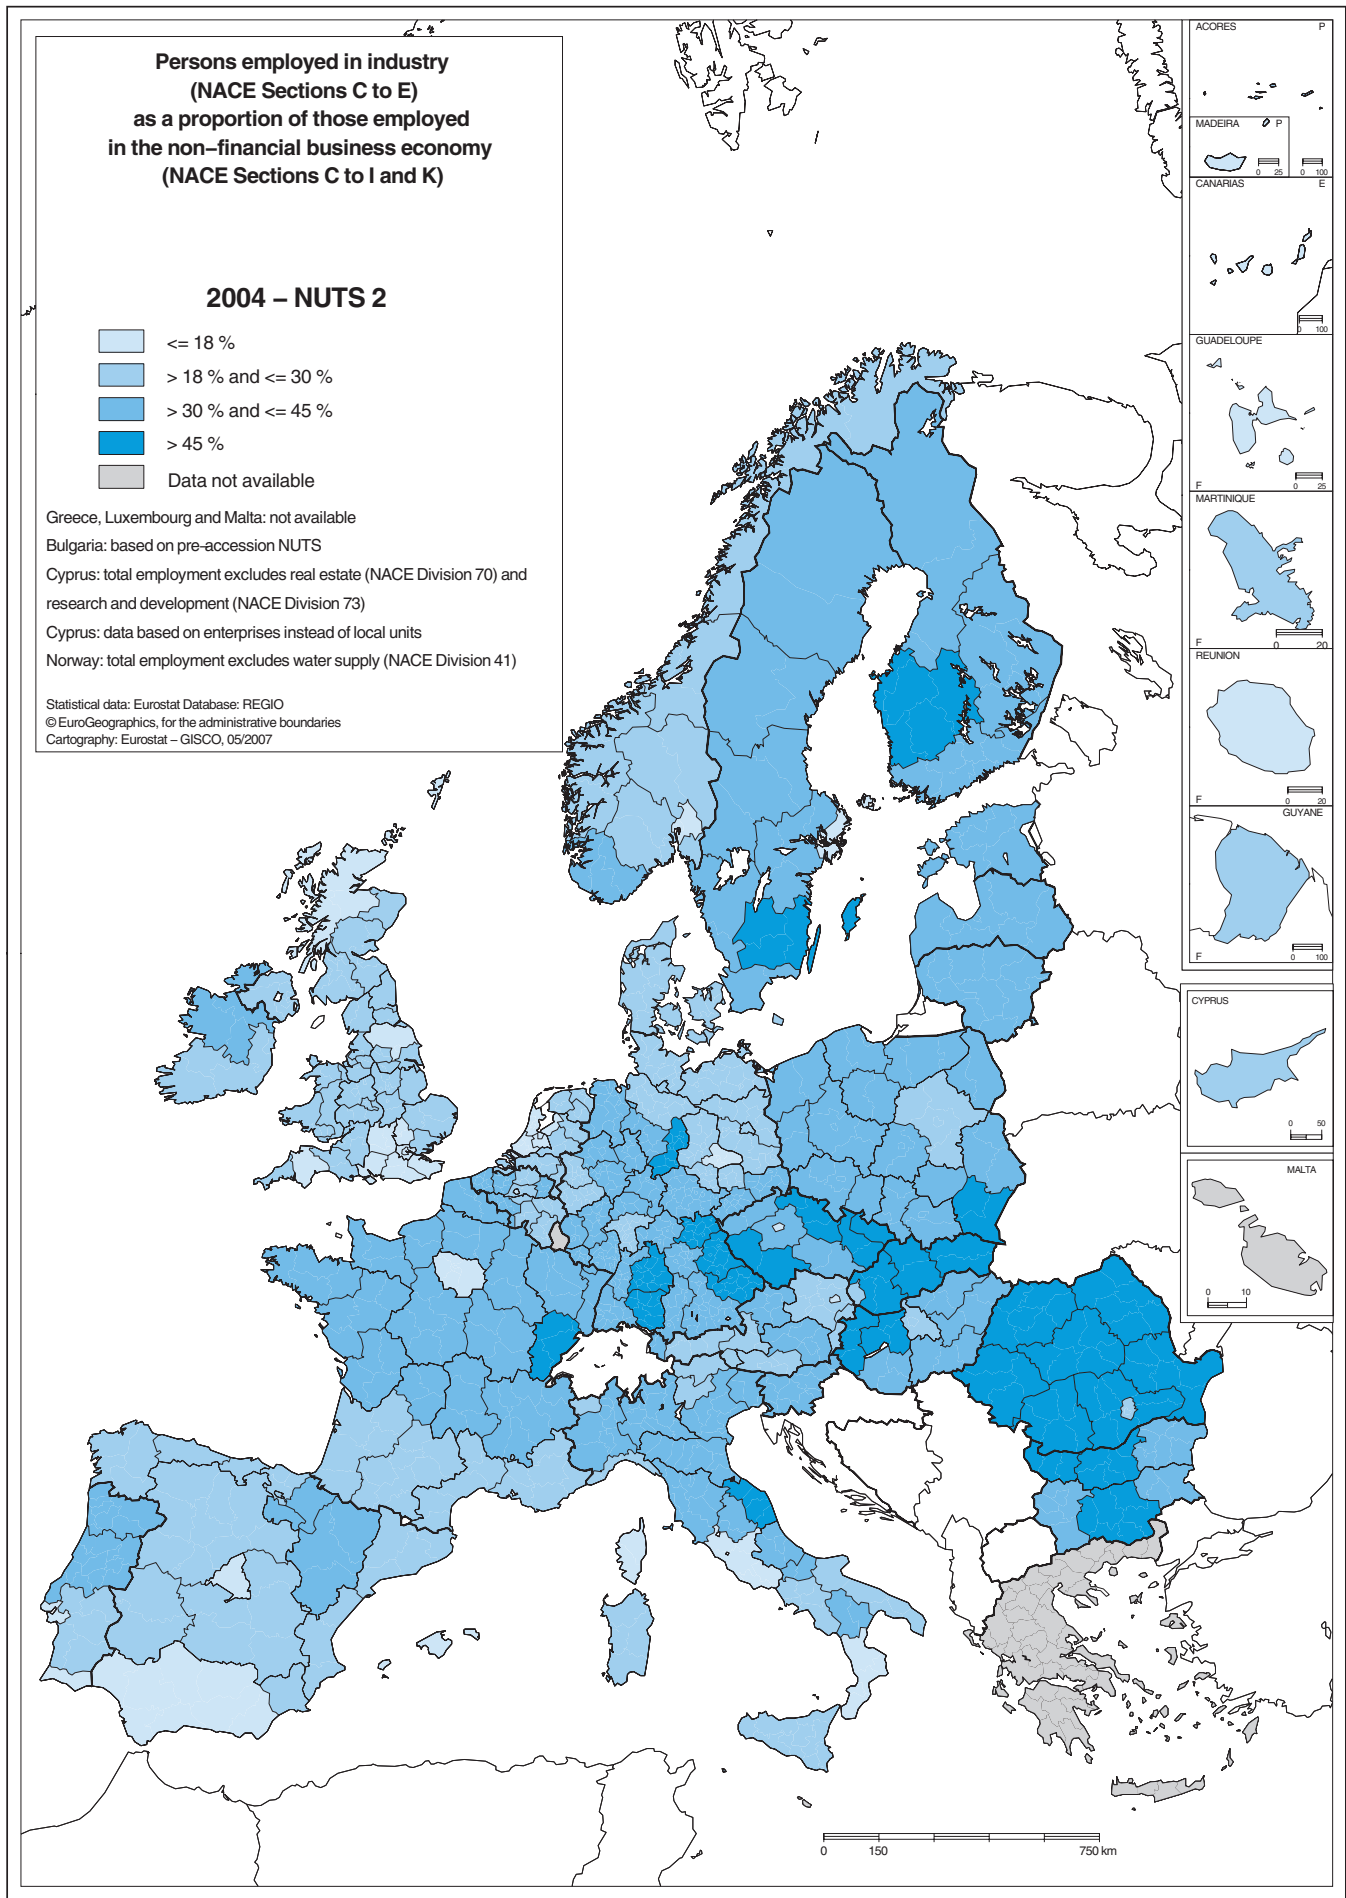 Persons employed in industry
(NACE Sections C to E)
as a proportion of those employed
in the non–financial business economy
(NACE Sections C to I and K)
2004 – NUTS 2
<= 18 %
> 18 % and <= 30 %
> 30 % and <= 45 %
> 45 %
Data not available
Greece, Luxembourg and Malta: not available
Bulgaria: based on pre-accession NUTS
Cyprus: total employment excludes real estate (NACE Division 70) and
research and development (NACE Division 73)
Cyprus: data based on enterprises instead of local units
Norway: total employment excludes water supply (NACE Division 41)
Statistical data: Eurostat Database: REGIO
© EuroGeographics, for the administrative boundaries
Cartography: Eurostat – GISCO, 05/2007
ACORES P
MADEIRA P
0 25 0 100
CANARIAS E
0 100
GUADELOUPE
F 0 25
MARTINIQUE
F 0 20
REUNION
F 0 20
GUYANE
F 0 100
CYPRUS
0 50
MALTA
0 10
0 150 750 km